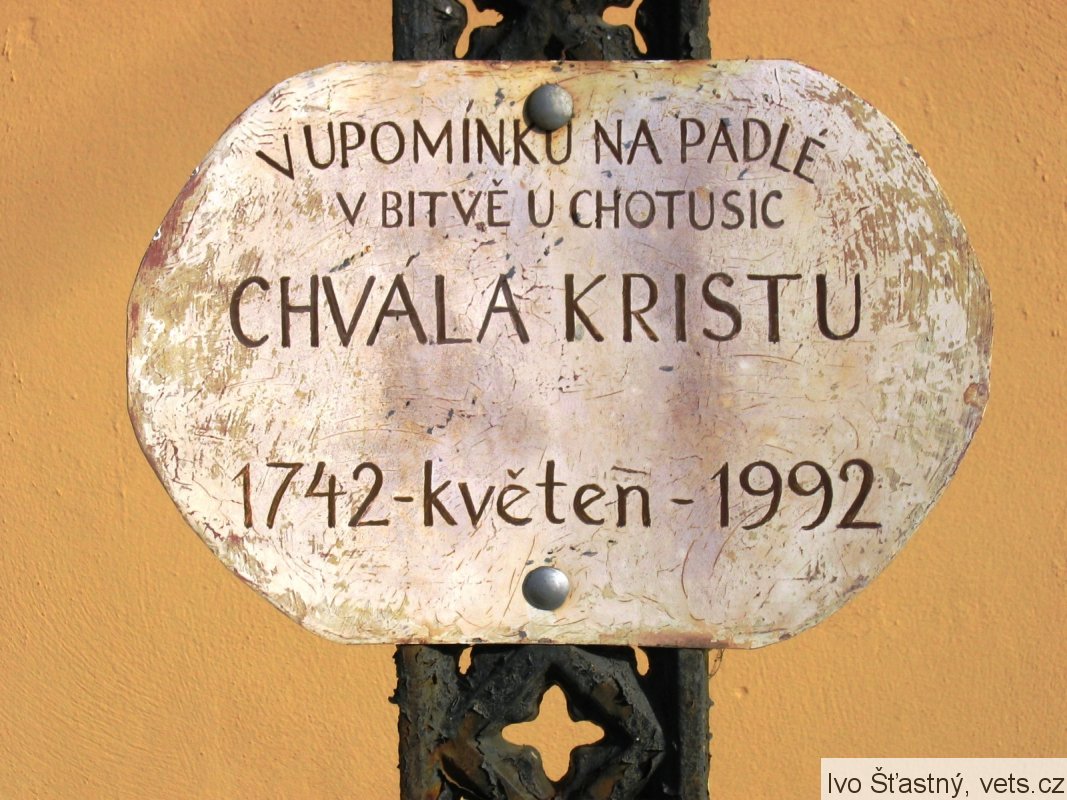 V UPOMÍNKU NA PADLÉ
V BITVĚ U CHOTUSIC
CHVÁLA KRISTU
1742 - květen - 1992
Ivo Šťastný, vets.cz